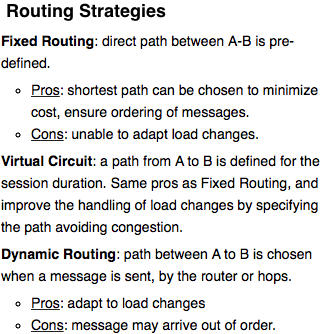 Routing Strategies
Fixed Routing: direct path between A-B is pre-
defined.
◦ Pros: shortest path can be chosen to minimize
cost, ensure ordering of messages.
◦ Cons: unable to adapt load changes.
Virtual Circuit: a path from A to B is defined for the
session duration. Same pros as Fixed Routing, and
improve the handling of load changes by specifying
the path avoiding congestion.
Dynamic Routing: path between A to B is chosen
when a message is sent, by the router or hops.
◦ Pros: adapt to load changes
◦ Cons: message may arrive out of order.